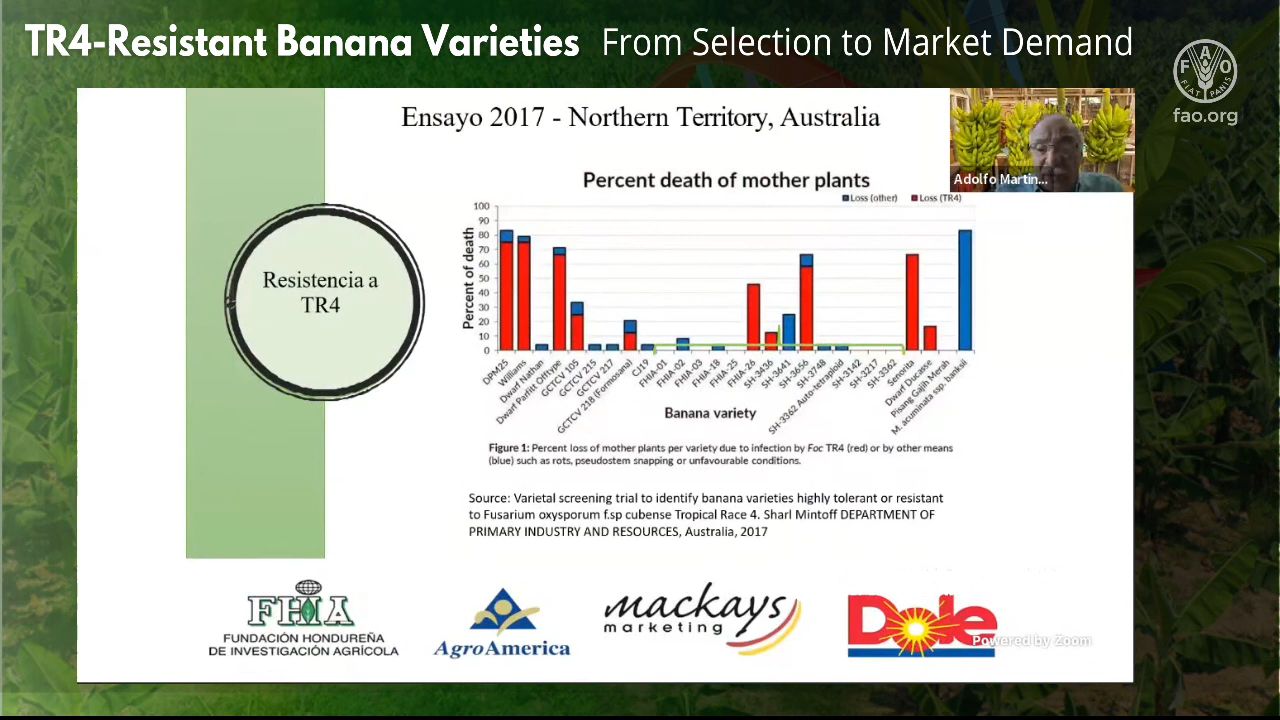 TR4-Resistant Banana Varieties From Selection to Market Demand
FAO
FIAT PANIS
fao.org
Ensayo 2017 - Northern Territory, Australia
Adolfo Martin...
Resistencia a
TR4
Percent death of mother plants
Loss (other) Loss (TR4)
Percent of death
100
90
80
70
60
50
40
30
20
10
0
DPM25
Williams
Dwarf Nathan
Dwarf Parfitt Offtype
GCTCV 105
GCTCV 215
GCTCV 217
GCTCV 218 (Formosana)
CJ19
FHIA-01
FHIA-02
FHIA-03
FHIA-18
FHIA-25
FHIA-26
SH-3436
SH-3641
SH-3656
SH-3748
SH-3362 Auto-tetraploid
SH-3142
SH-3217
SH-3362
Senorita
Dwarf Ducasse
Pisang Gajih Merah
M. acuminata ssp. banksii
Banana variety
Figure 1: Percent loss of mother plants per variety due to infection by Foc TR4 (red) or by other means
(blue) such as rots, pseudostem snapping or unfavourable conditions.
Source: Varietal screening trial to identify banana varieties highly tolerant or resistant
to Fusarium oxysporum f.sp cubense Tropical Race 4. Sharl Mintoff DEPARTMENT OF
PRIMARY INDUSTRY AND RESOURCES, Australia, 2017
FHIA
FUNDACIÓN HONDUREÑA
DE INVESTIGACIÓN AGRÍCOLA
AgroAmerica
mackays
marketing
Dole
Powered by Zoom